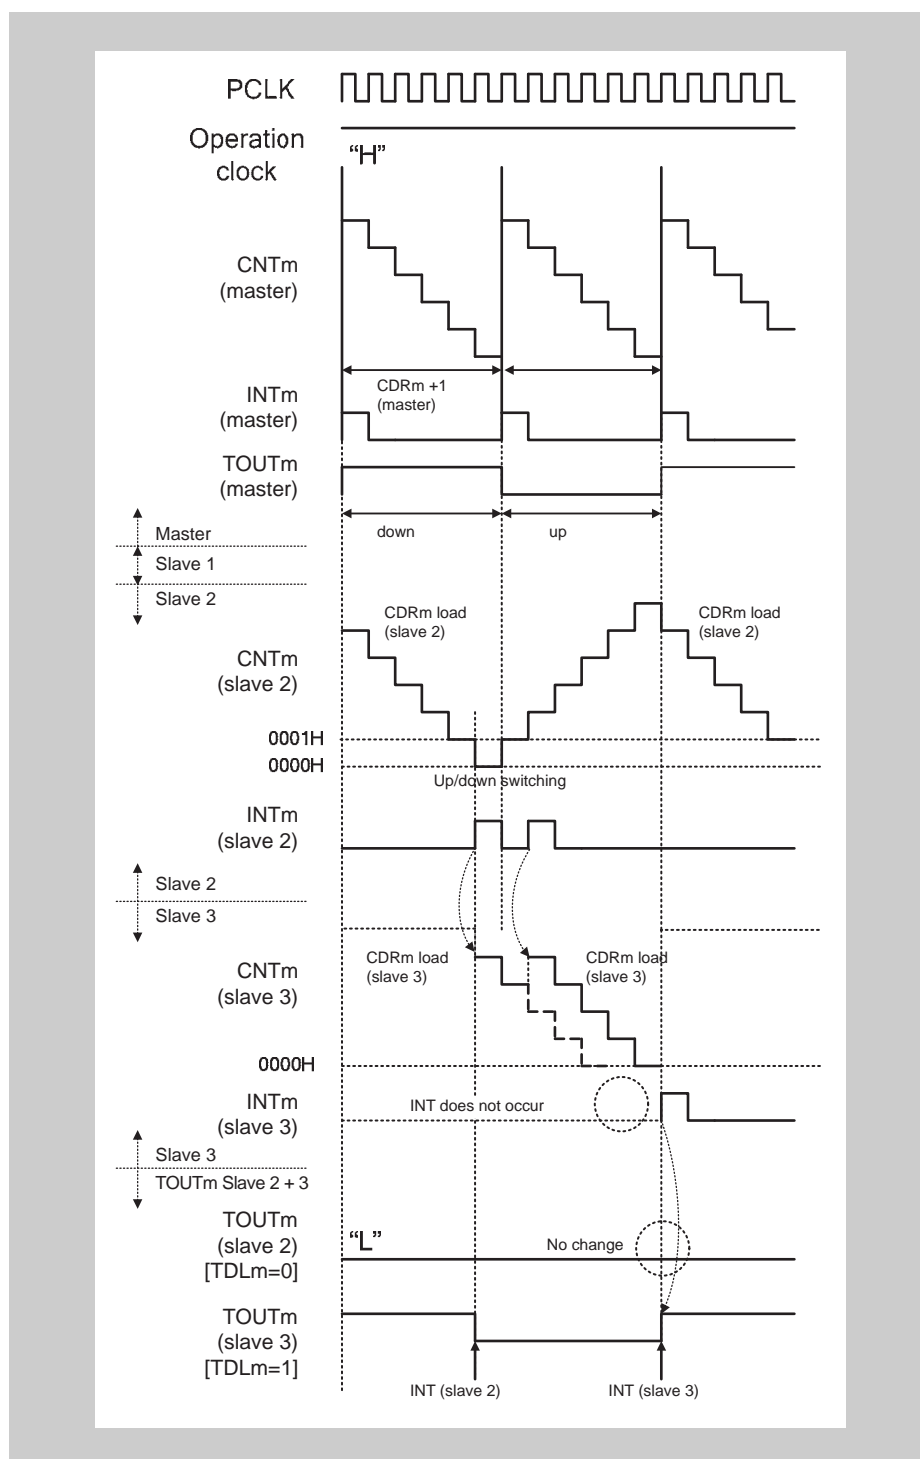 PCLK
Operation
clock
“H”
CNTm
(master)
CDRm +1
(master)
INTm
(master)
TOUTm
(master)
down
up
Master
Slave 1
Slave 2
CDRm load
(slave 2)
CDRm load
(slave 2)
CNTm
(slave 2)
0001H
0000H
Up/down switching
INTm
(slave 2)
Slave 2
Slave 3
CDRm load
(slave 3)
CDRm load
(slave 3)
CNTm
(slave 3)
0000H
INTm
(slave 3)
INT does not occur
Slave 3
TOUTm Slave 2 + 3
TOUTm
(slave 2)
[TDLm=0]
“L”
No change
TOUTm
(slave 3)
[TDLm=1]
INT (slave 2)
INT (slave 3)